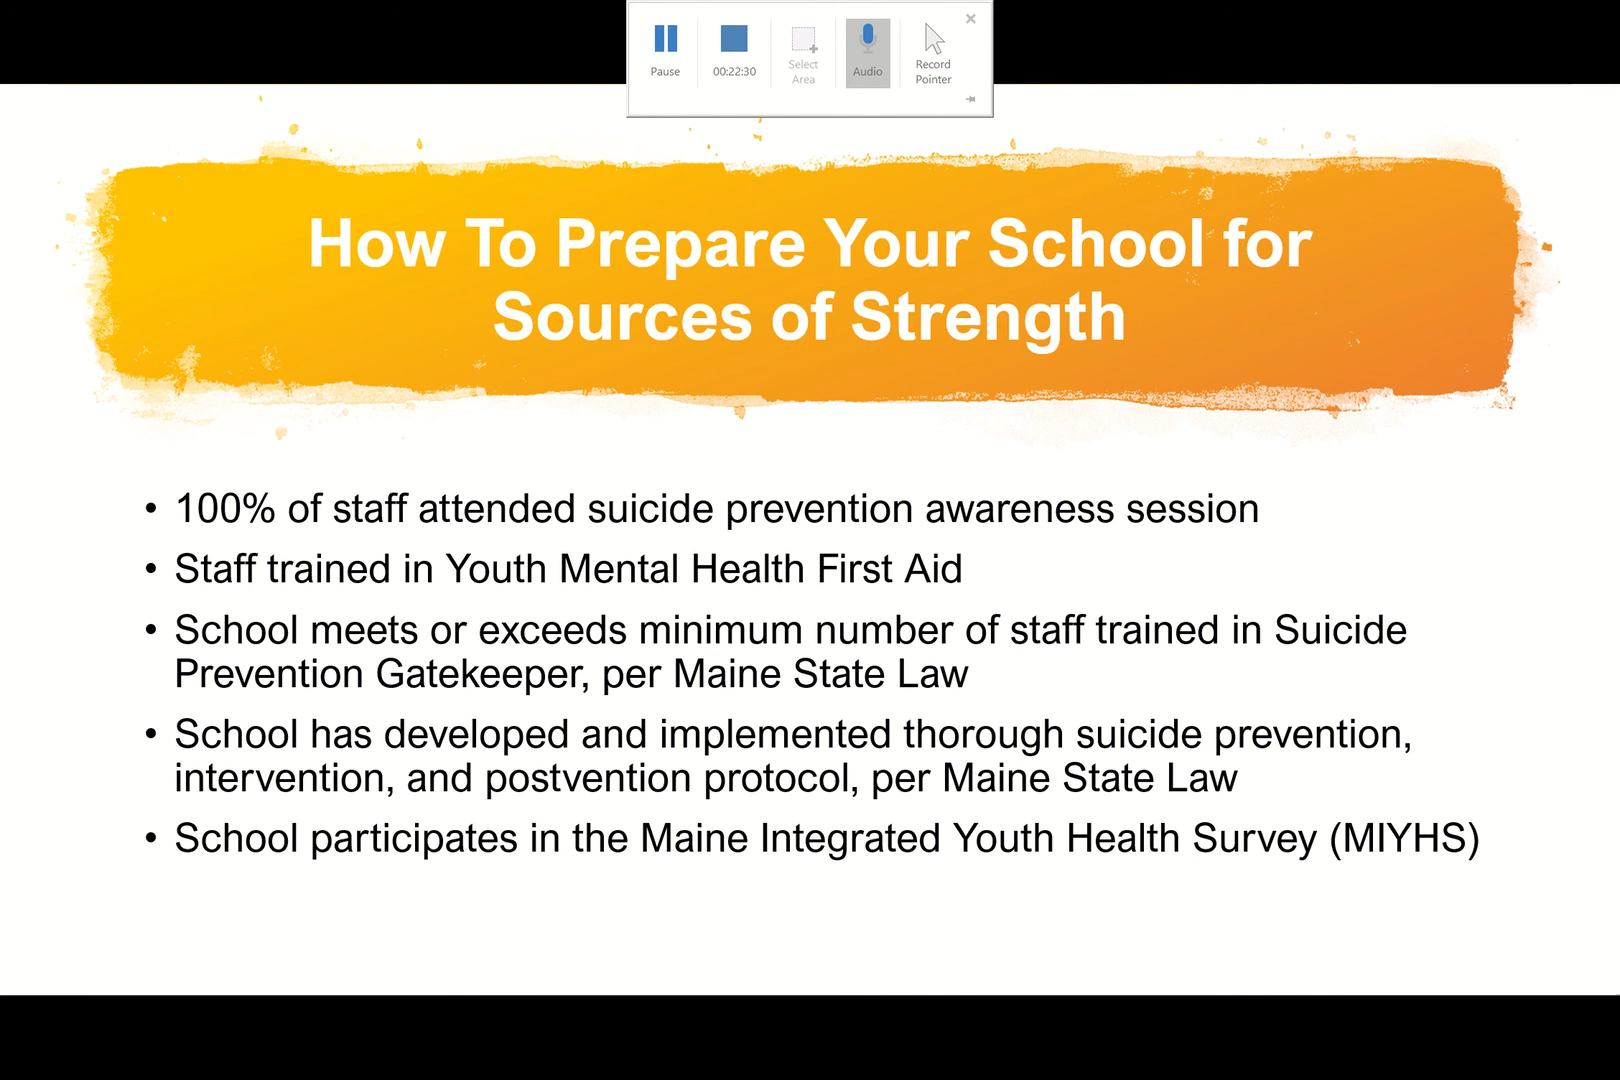 Pause
00:22:30
Select
Area
Audio
Record
Pointer
How To Prepare Your School for
Sources of Strength
• 100% of staff attended suicide prevention awareness session
• Staff trained in Youth Mental Health First Aid
• School meets or exceeds minimum number of staff trained in Suicide
Prevention Gatekeeper, per Maine State Law
• School has developed and implemented thorough suicide prevention,
intervention, and postvention protocol, per Maine State Law
• School participates in the Maine Integrated Youth Health Survey (MIYHS)